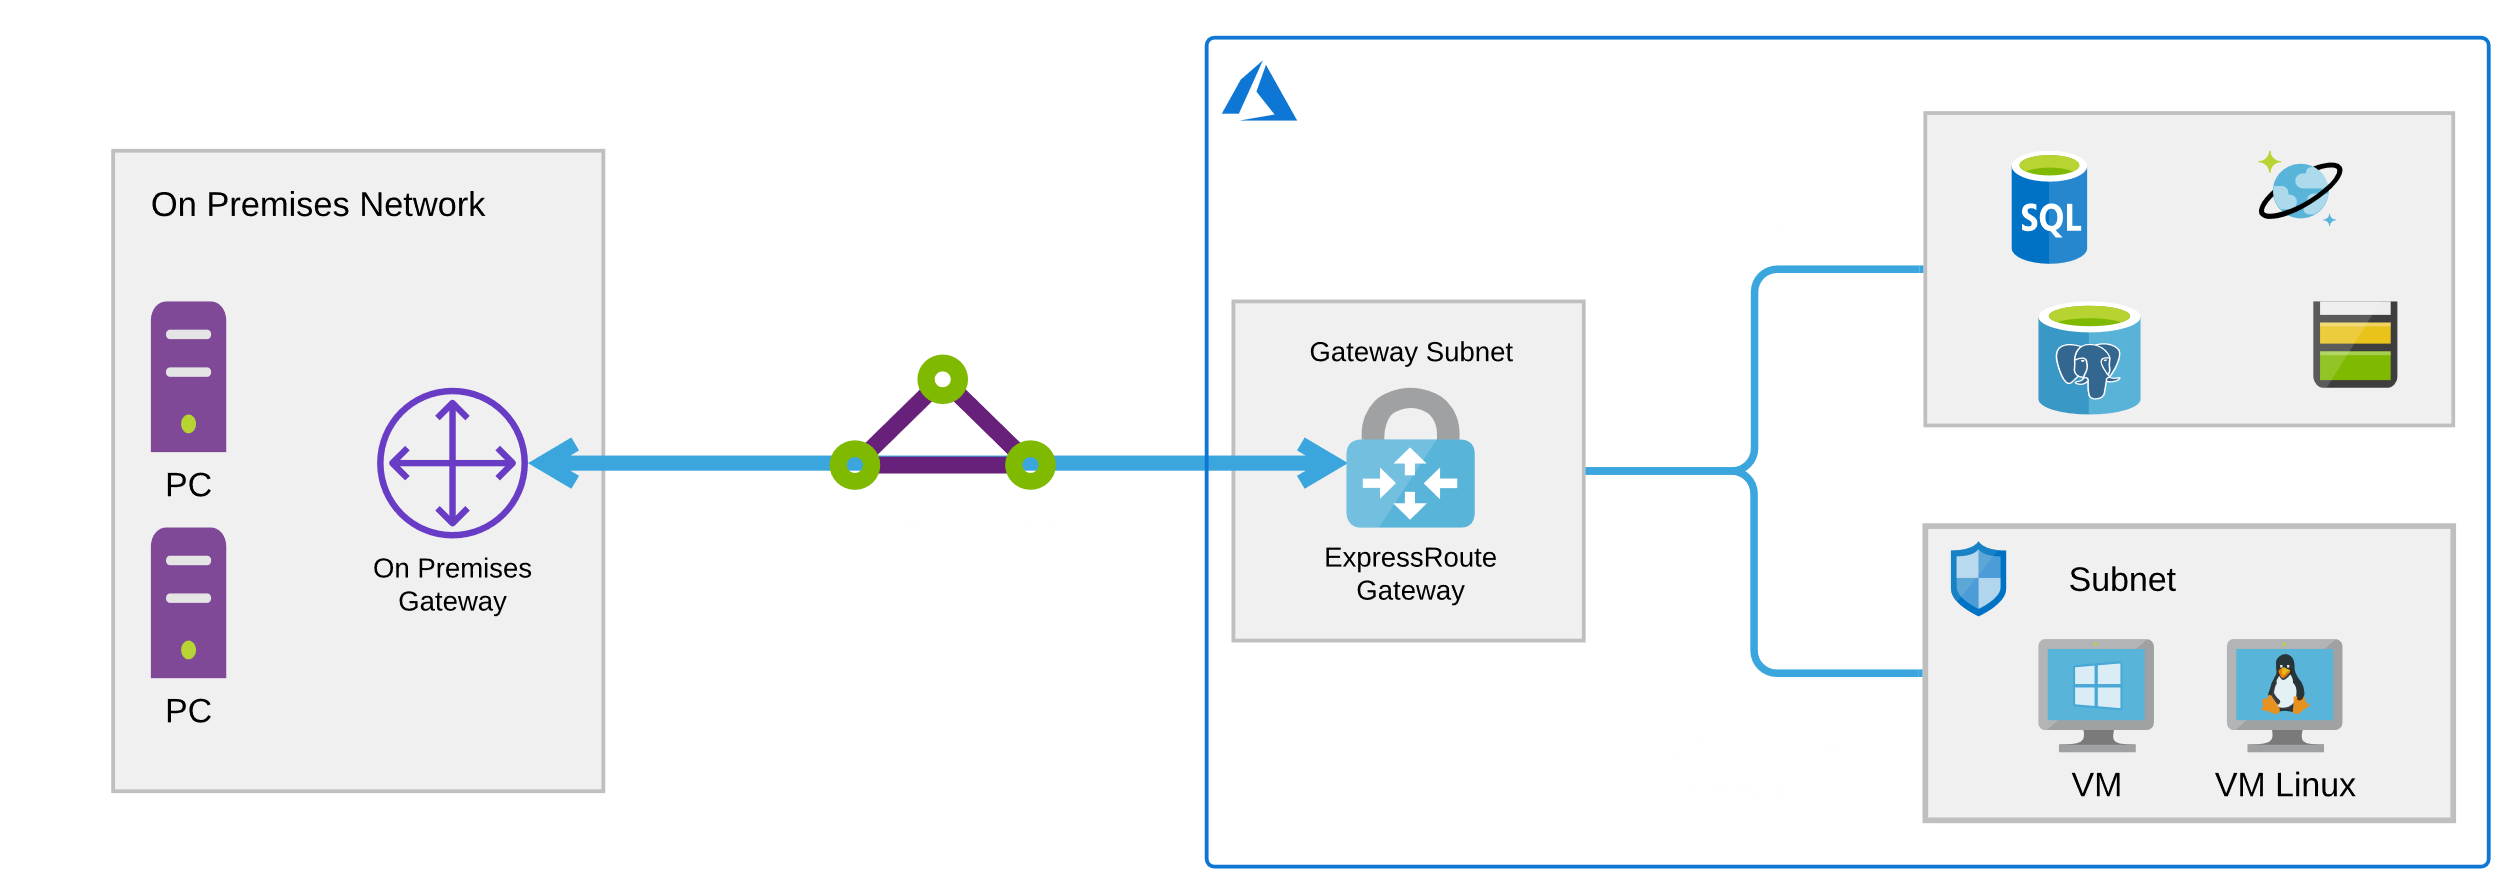 On Premises Network
PC
PC
On Premises
Gateway
Gateway Subnet
ExpressRoute
Gateway
SQL
Subnet
VM
VM Linux